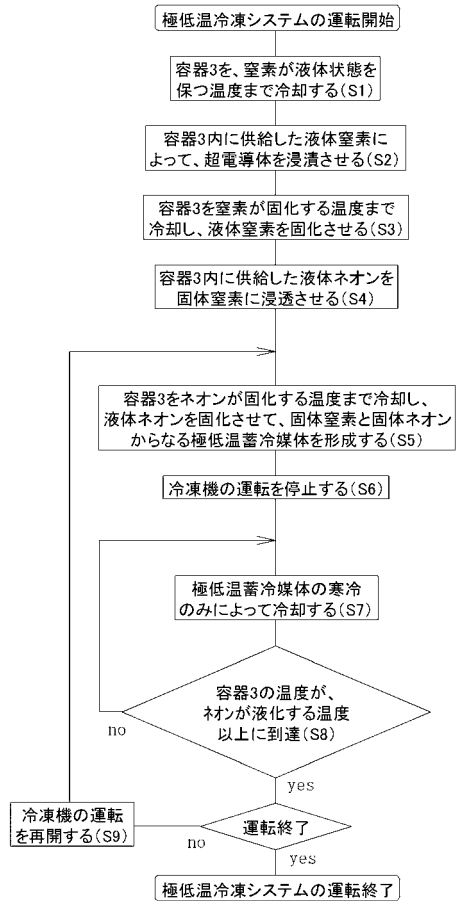 極低温冷凍システムの運転開始
容器3を、窒素が液体状態を
保つ温度まで冷却する(S1)
容器3内に供給した液体窒素に
よって、超電導体を浸漬させる(S2)
容器3を窒素が固化する温度まで
冷却し、液体窒素を固化させる(S3)
容器3内に供給した液体ネオンを
固体窒素に浸透させる(S4)
容器3をネオンが固化する温度まで冷却し、
液体ネオンを固化させて、固体窒素と固体ネオン
からなる極低温蓄冷媒体を形成する(S5)
冷凍機の運転を停止する(S6)
極低温蓄冷媒体の寒冷
のみによって冷却する(S7)
容器3の温度が、
ネオンが液化する温度
以上に到達(S8)
no
yes
冷凍機の運転
を再開する(S9)
運転終了
no
yes
極低温冷凍システムの運転終了